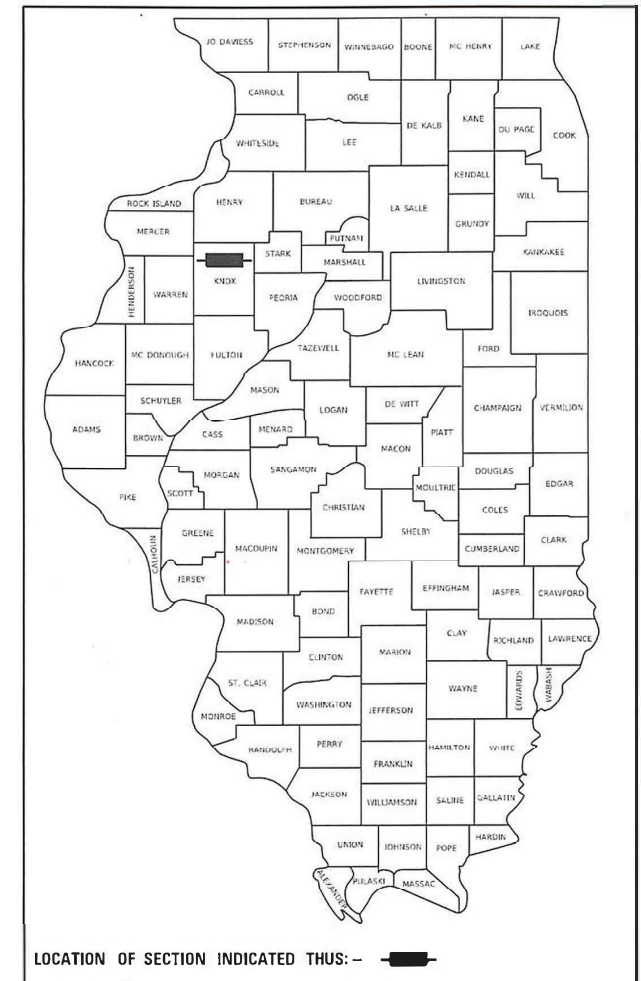 JO DAVIESS STEPHENSON WINNEBAGO BOONE MC HENRY LAKE
CARROLL OGLE DE KALB KANE DU PAGE COOK
WHITESIDE LEE
KENDALL WILL
ROCK ISLAND HENRY BUREAU LA SALLE GRUNDY
MERCER PUTNAM KANKAKEE
STARK MARSHALL
HENDERSON WARREN KNOX PEORIA WOODFORD LIVINGSTON IROQUOIS
HANCOCK MC DONOUGH FULTON TAZEWELL MC LEAN FORD
MASON
SCHUYLER LOGAN DE WITT CHAMPAIGN VERMILION
ADAMS BROWN CASS MENARD MACON PIATT
PIKE SCOTT MORGAN SANGAMON MOULTRIE DOUGLAS EDGAR
CHRISTIAN COLES
CALHOUN GREENE MACOUPIN MONTGOMERY SHELBY CUMBERLAND CLARK
JERSEY FAYETTE EFFINGHAM JASPER CRAWFORD
MADISON BOND
CLAY RICHLAND LAWRENCE
CLINTON MARION
ST. CLAIR WAYNE EDWARDS WABASH
MONROE WASHINGTON JEFFERSON
RANDOLPH PERRY FRANKLIN HAMILTON WHITE
JACKSON WILLIAMSON SALINE GALLATIN
UNION JOHNSON POPE HARDIN
ALEXANDER PULASKI MASSAC
LOCATION OF SECTION INDICATED THUS:–